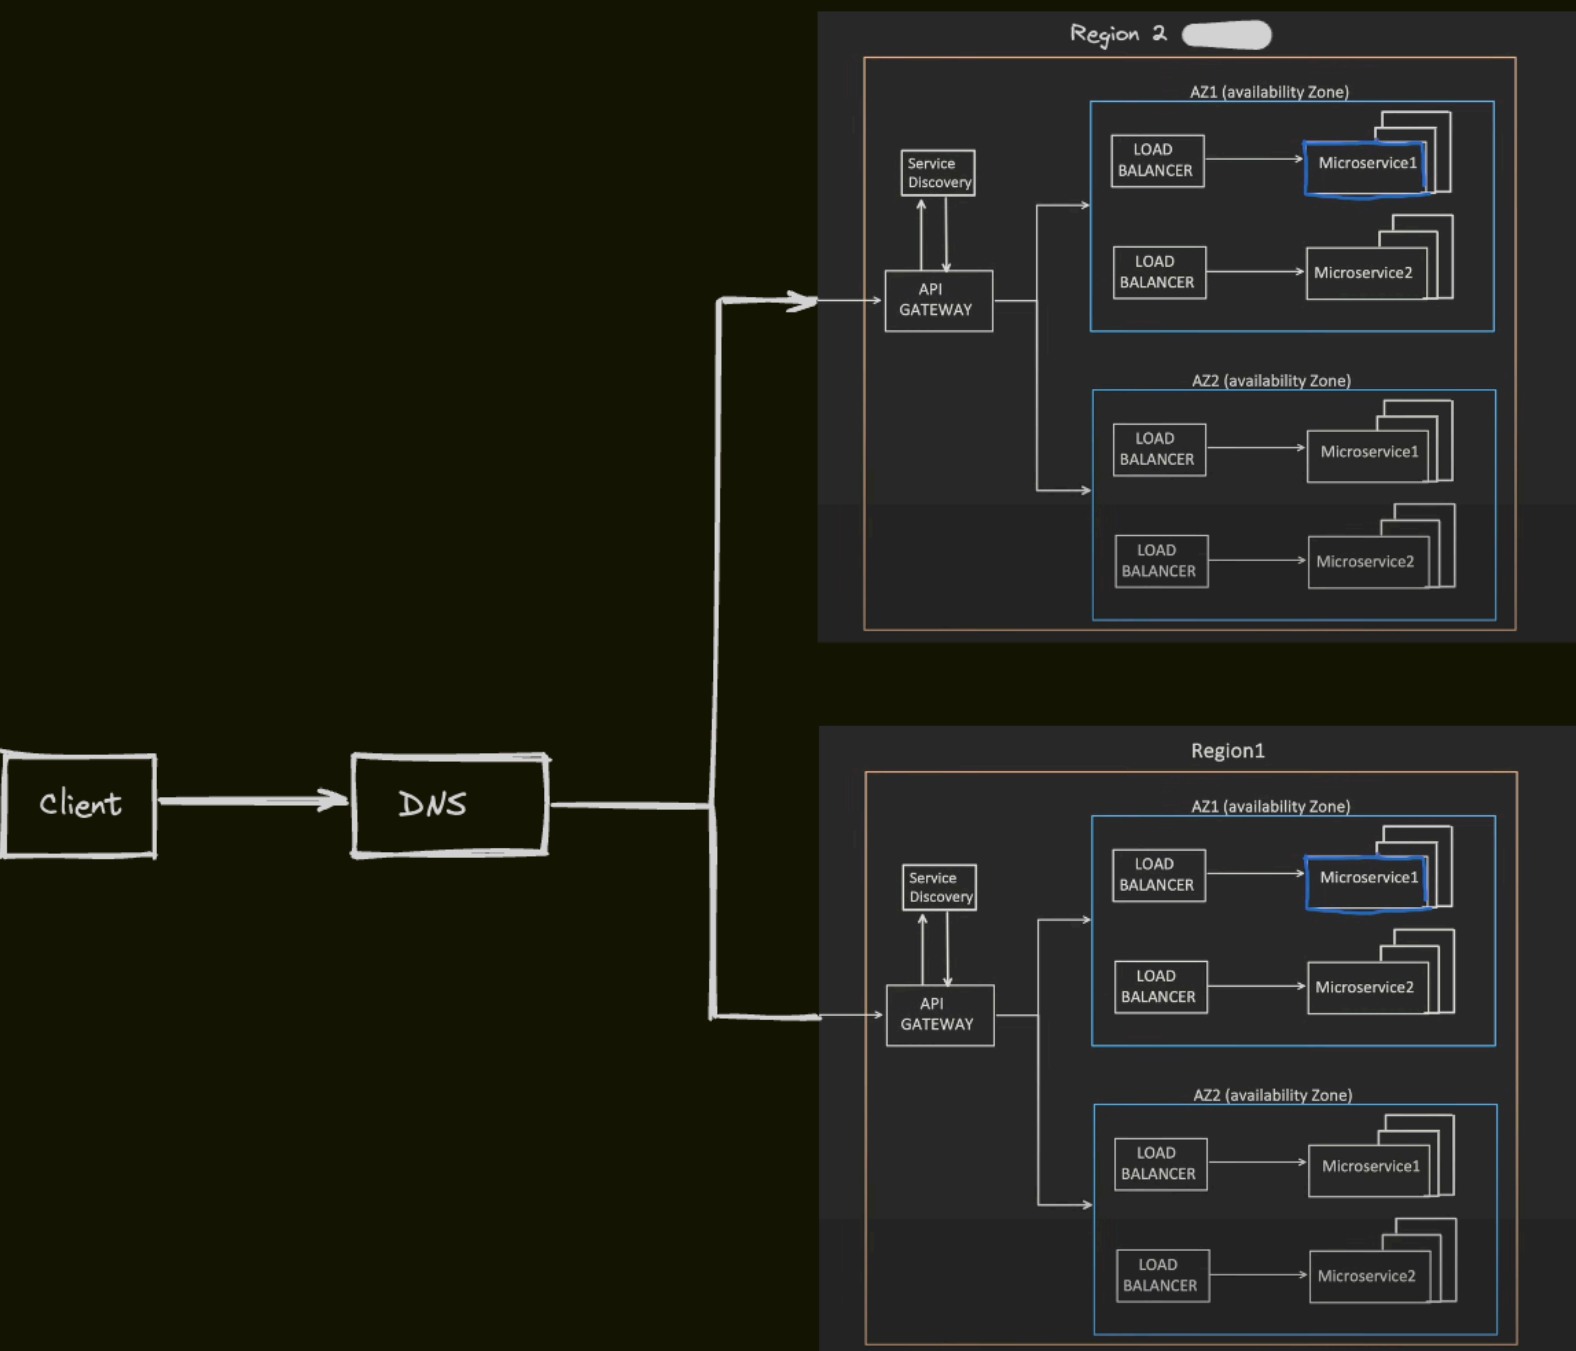 Region 2
AZ1 (availability Zone)
LOAD
BALANCER
Microservice1
Service
Discovery
LOAD
BALANCER
Microservice2
API
GATEWAY
AZ2 (availability Zone)
LOAD
BALANCER
Microservice1
LOAD
BALANCER
Microservice2
Client
DNS
Region1
AZ1 (availability Zone)
LOAD
BALANCER
Microservice1
Service
Discovery
LOAD
BALANCER
Microservice2
API
GATEWAY
AZ2 (availability Zone)
LOAD
BALANCER
Microservice1
LOAD
BALANCER
Microservice2